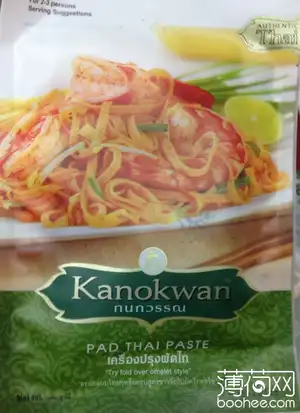 For 2-3 persons
Serving Suggestions
AUTHENTIC
Thai
Kanokwan
กนกวรรณ
PAD THAI PASTE
เครื่องปรุงผัดไท
"Try fold over omelet style"
薄荷网
boohee.com